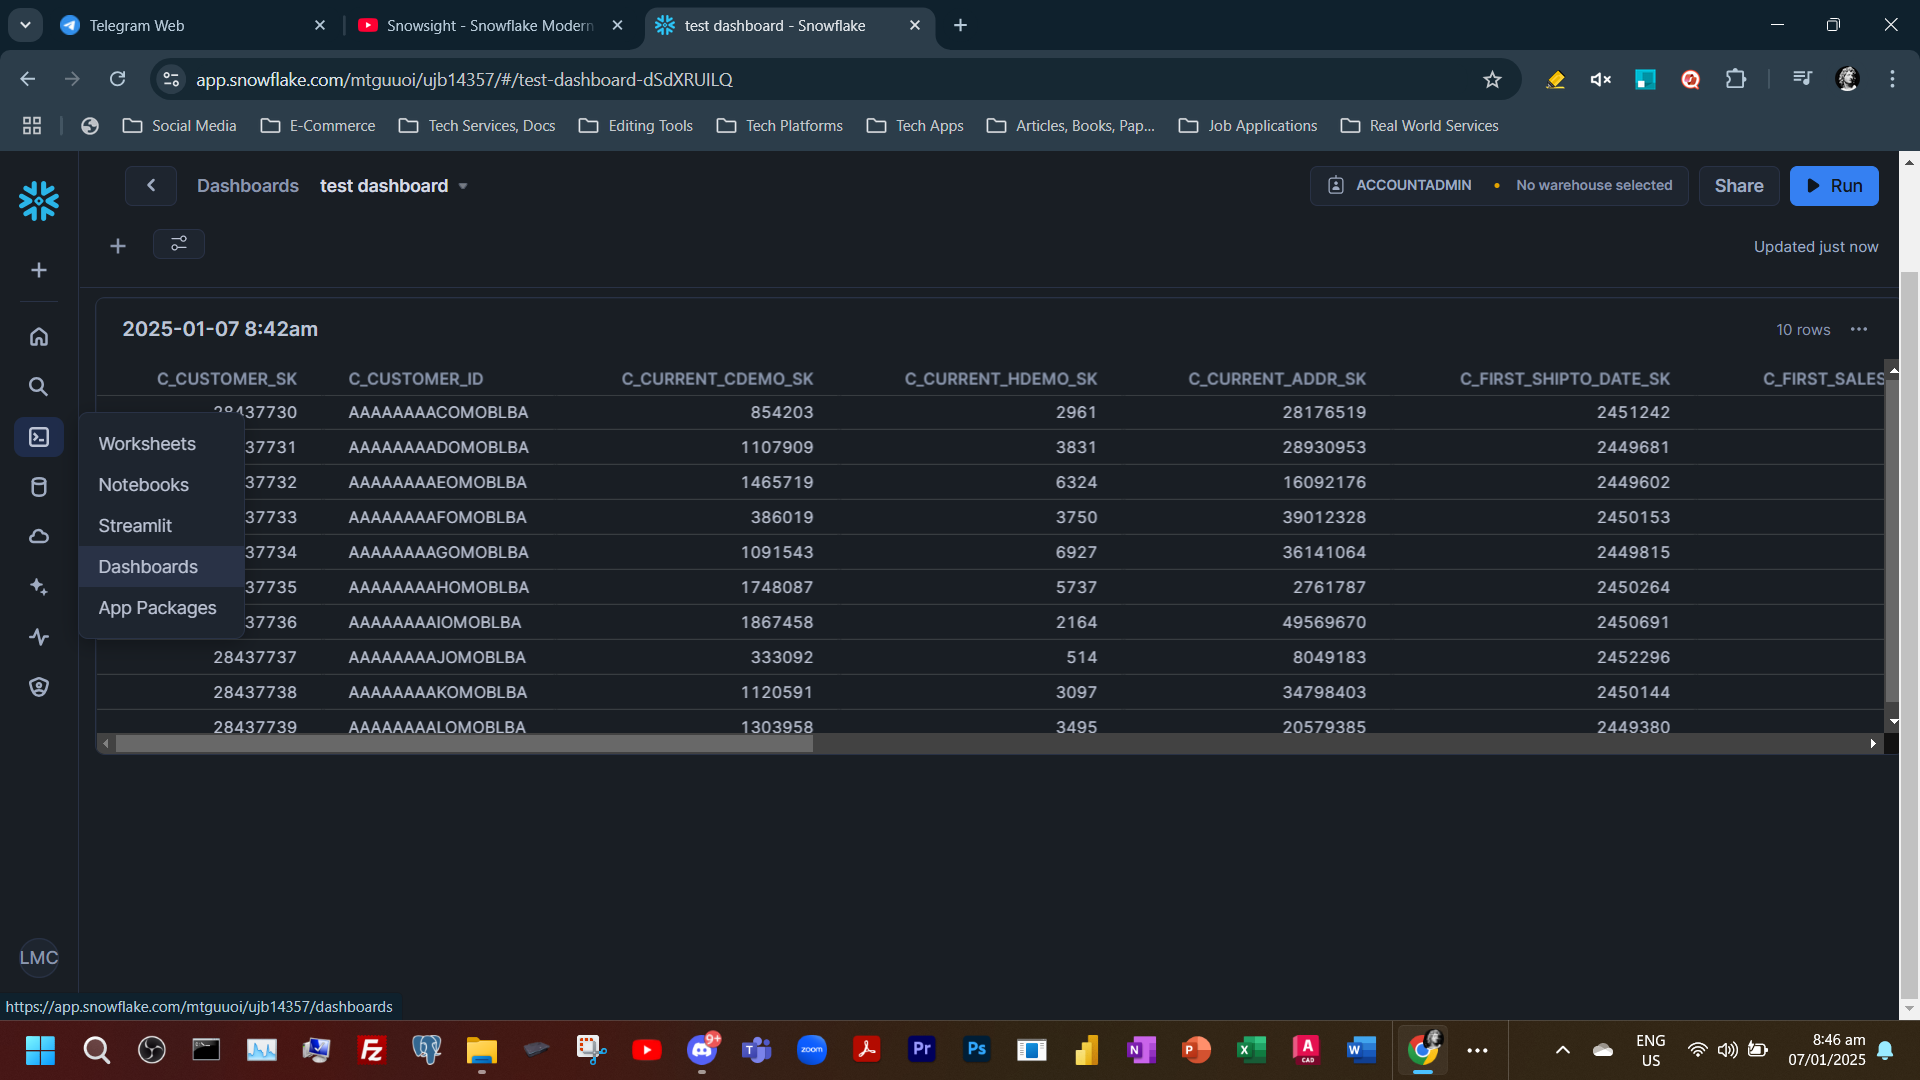 Telegram Web
Snowsight - Snowflake Modern
test dashboard - Snowflake
app.snowflake.com/mtguuoi/ujb14357/#/test-dashboard-dSdXRUILQ
Social Media
E-Commerce
Tech Services, Docs
Editing Tools
Tech Platforms
Tech Apps
Articles, Books, Pap...
Job Applications
Real World Services
Dashboards test dashboard
ACCOUNTADMIN • No warehouse selected
Share
Run
Updated just now
2025-01-07 8:42am
10 rows
C_CUSTOMER_SK C_CUSTOMER_ID C_CURRENT_CDEMO_SK C_CURRENT_HDEMO_SK C_CURRENT_ADDR_SK C_FIRST_SHIPTO_DATE_SK C_FIRST_SALES
28437730 AAAAAAAACOMOBLBA 854203 2961 28176519 2451242
37731 AAAAAAAADOMOBLBA 1107909 3831 28930953 2449681
37732 AAAAAAAAEOMOBLBA 1465719 6324 16092176 2449602
37733 AAAAAAAAFOMOBLBA 386019 3750 39012328 2450153
37734 AAAAAAAAGOMOBLBA 1091543 6927 36141064 2449815
37735 AAAAAAAAHOMOBLBA 1748087 5737 2761787 2450264
37736 AAAAAAAAIOMOBLBA 1867458 2164 49569670 2450691
28437737 AAAAAAAAJOMOBLBA 333092 514 8049183 2452296
28437738 AAAAAAAAKOMOBLBA 1120591 3097 34798403 2450144
28437739 AAAAAAAALOMOBLBA 1303958 3495 20579385 2449380
Worksheets
Notebooks
Streamlit
Dashboards
App Packages
LMC
https://app.snowflake.com/mtguuoi/ujb14357/dashboards
9+
zoom
Pr
Ps
CAD
ENG
US
8:46 am
07/01/2025